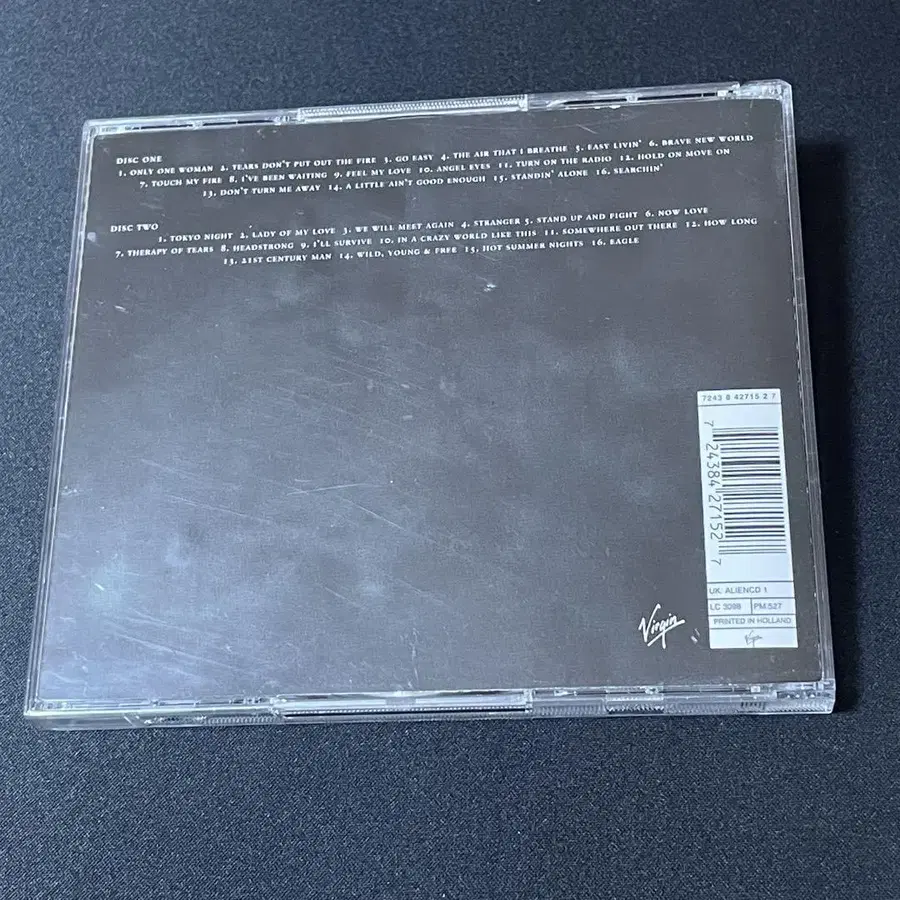 DISC ONE
1. ONLY ONE WOMAN 2. TEARS DON'T PUT OUT THE FIRE 3. GO EASY 4. THE AIR THAT I BREATHE 5. EASY LIVIN' 6. BRAVE NEW WORLD
7. TOUCH MY FIRE 8. I'VE BEEN WAITING 9. FEEL MY LOVE 10. ANGEL EYES 11. TURN ON THE RADIO 12. HOLD ON MOVE ON
13. DON'T TURN ME AWAY 14. A LITTLE AIN'T GOOD ENOUGH 15. STANDIN' ALONE 16. SEARCHIN'
DISC TWO
1. TOKYO NIGHT 2. LADY OF MY LOVE 3. WE WILL MEET AGAIN 4. STRANGER 5. STAND UP AND FIGHT 6. NOW LOVE
7. THERAPY OF TEARS 8. HEADSTRONG 9. I'LL SURVIVE 10. IN A CRAZY WORLD LIKE THIS 11. SOMEWHERE OUT THERE 12. HOW LONG
13. 21ST CENTURY MAN 14. WILD, YOUNG & FREE 15. HOT SUMMER NIGHTS 16. EAGLE
7243 8 42715 2 7
7 24384 27152 7
UK: ALIENCD 1
LC 3098 PM 527
PRINTED IN HOLLAND
Virgin
Virgin